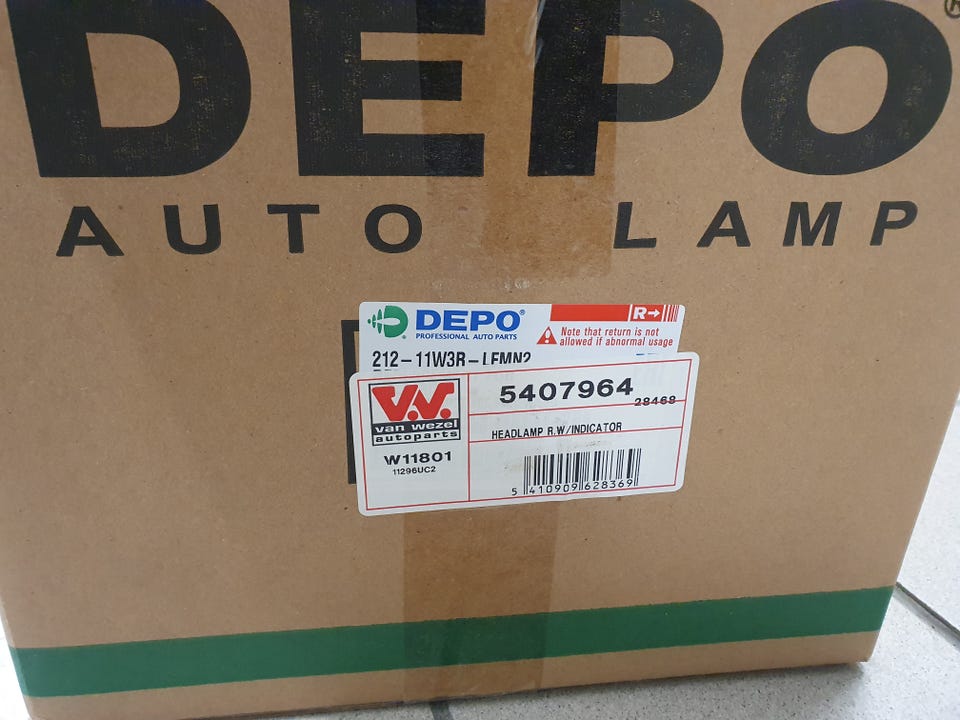 DEPO®
AUTO LAMP
DEPO®
PROFESSIONAL AUTO PARTS
R→
Note that return is not
allowed if abnormal usage
212-11W3R-LEMN2
V.V.
van wezel
autoparts
5407964
28468
HEADLAMP R.W/INDICATOR
W11801
11296UC2
5 410909 628369